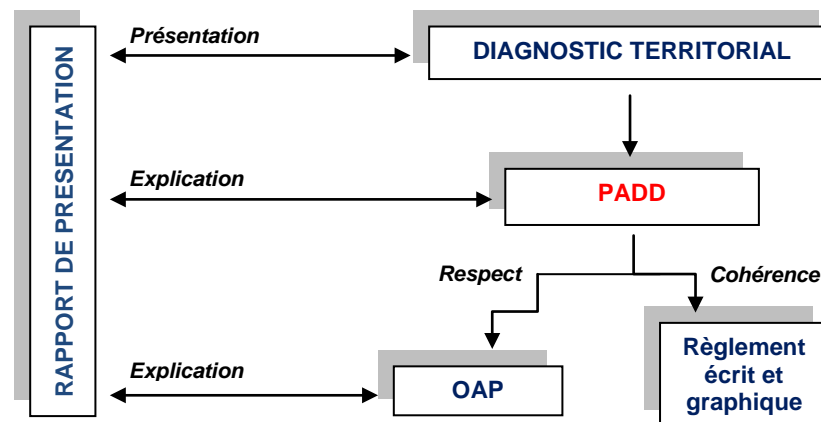 RAPPORT DE PRESENTATION
Présentation
DIAGNOSTIC TERRITORIAL
Explication
PADD
Respect
Cohérence
Explication
OAP
Règlement
écrit et
graphique